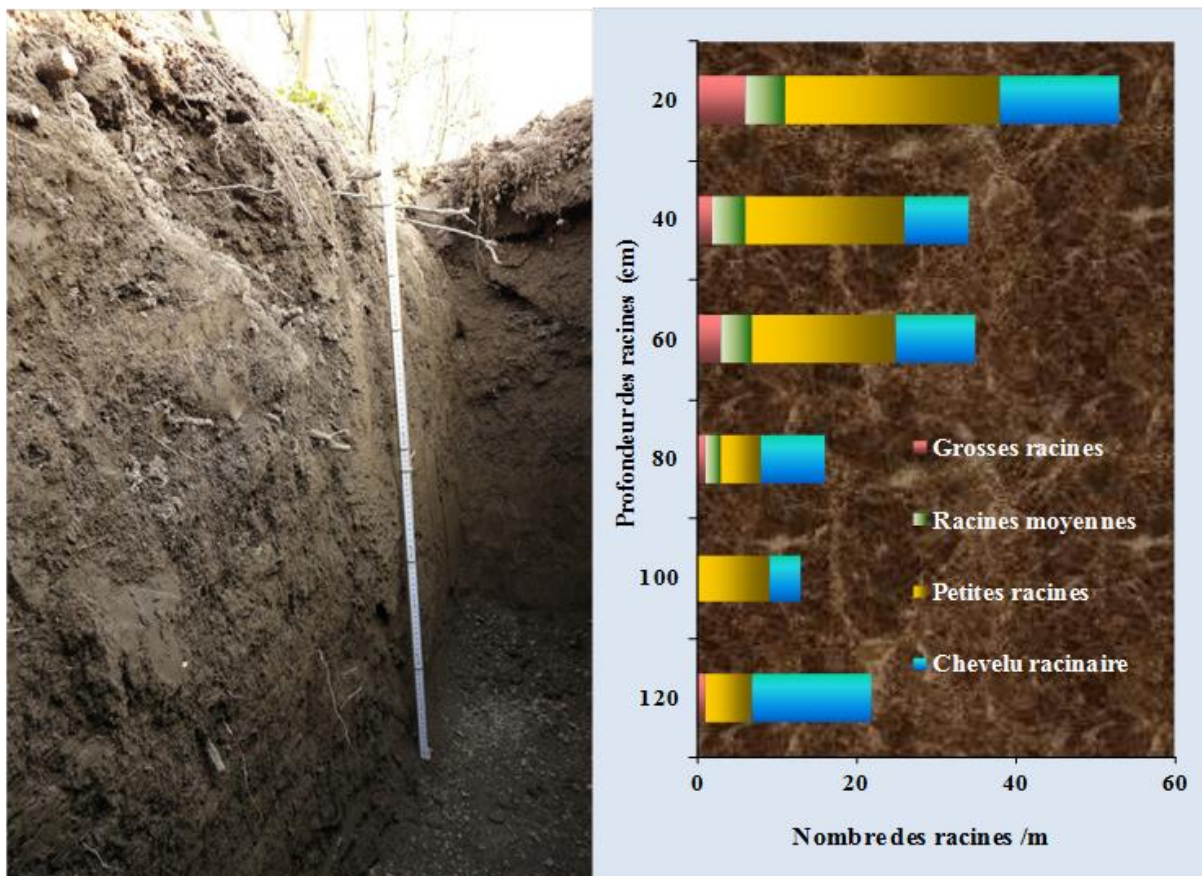 Profondeur des racines (cm)
20
40
60
80
100
120
Grosses racines
Racines moyennes
Petites racines
Chevelu racinaire
0 20 40 60
Nombre des racines /m